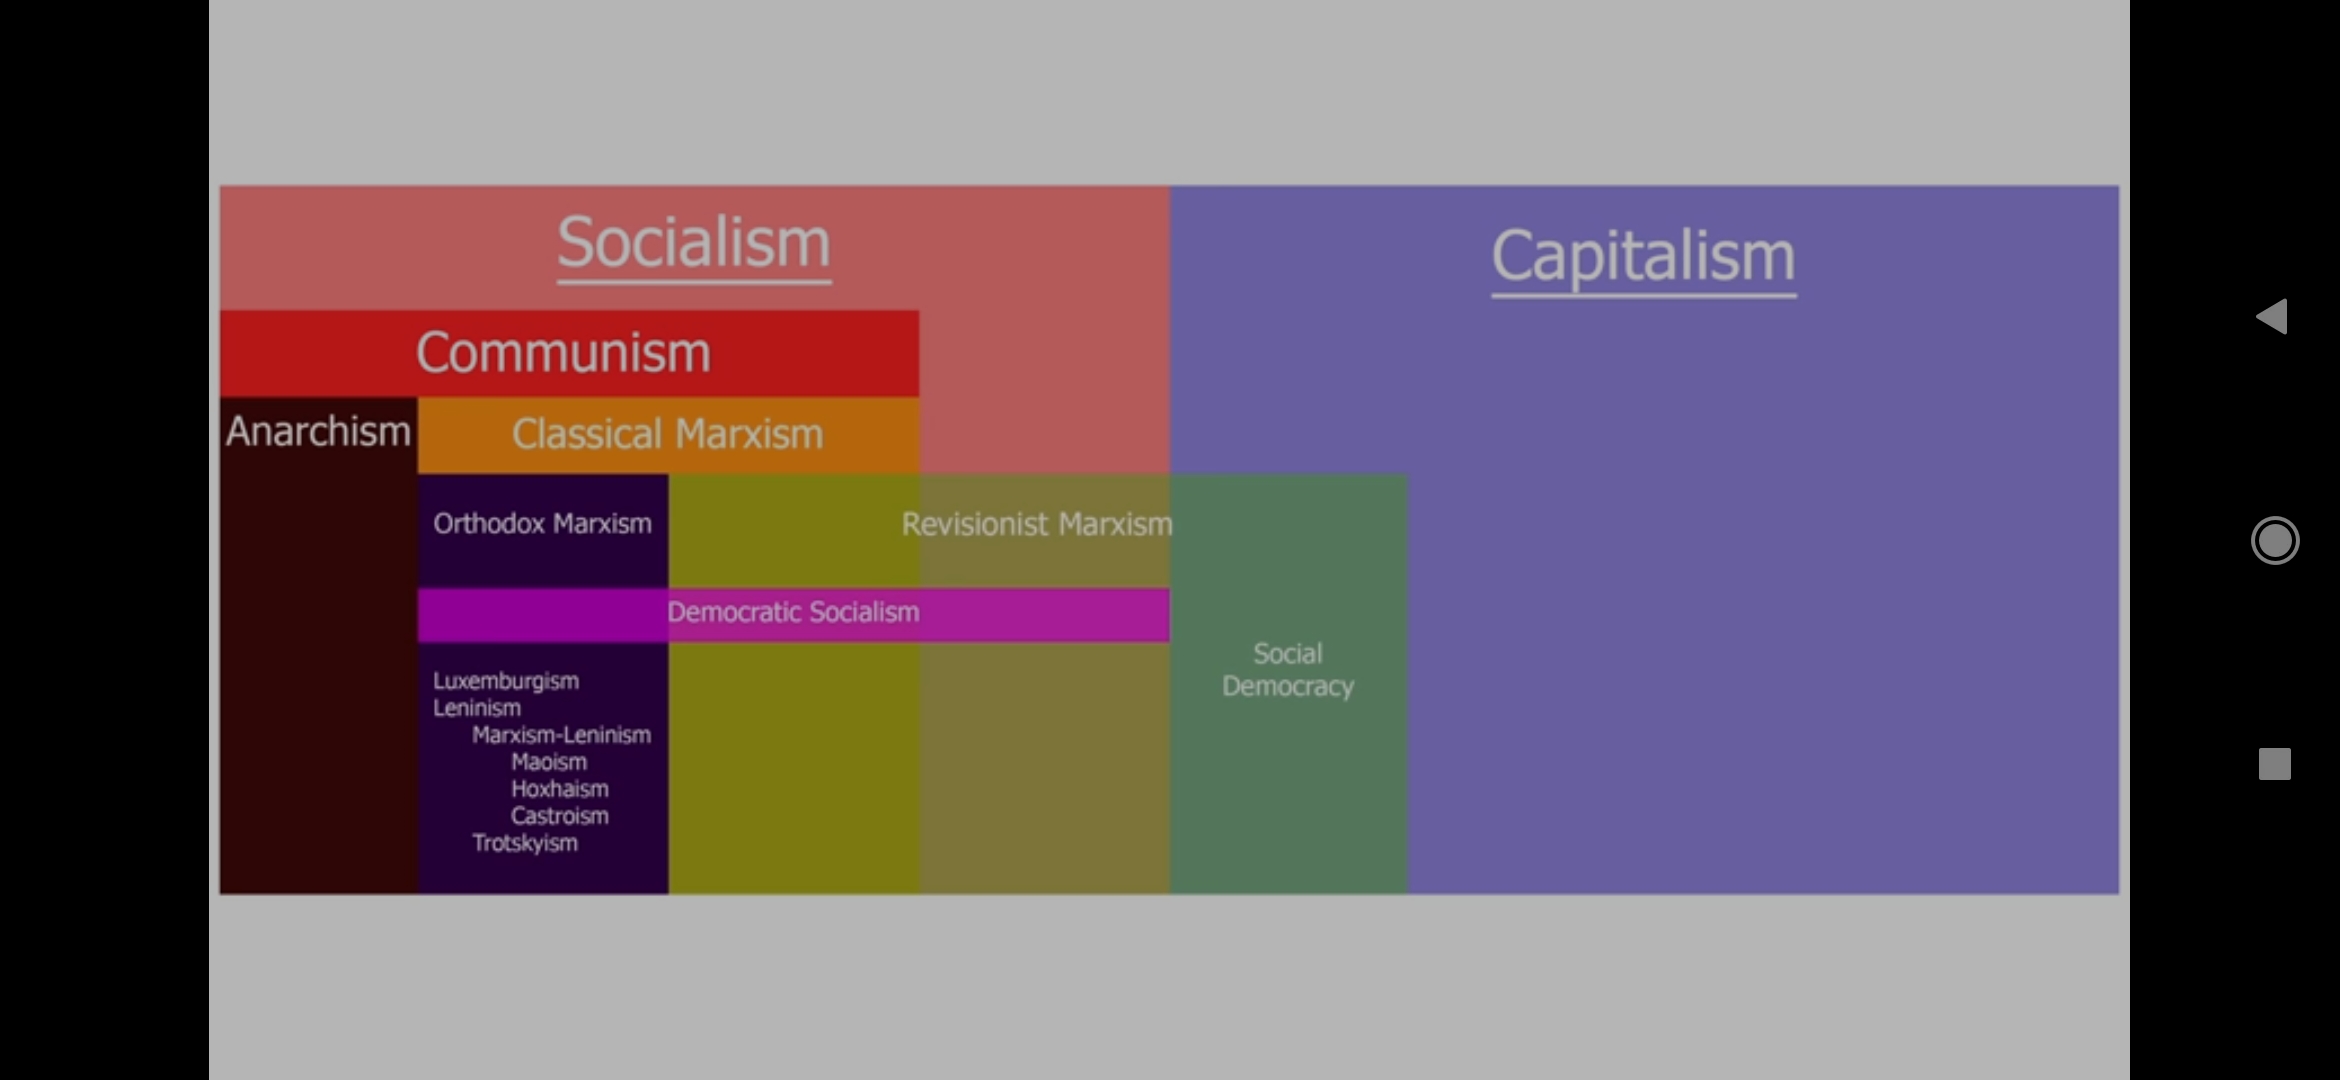 Socialism
Capitalism
Communism
Anarchism
Classical Marxism
Orthodox Marxism
Revisionist Marxism
Democratic Socialism
Social
Democracy
Luxemburgism
Leninism
Marxism-Leninism
Maoism
Hoxhaism
Castroism
Trotskyism